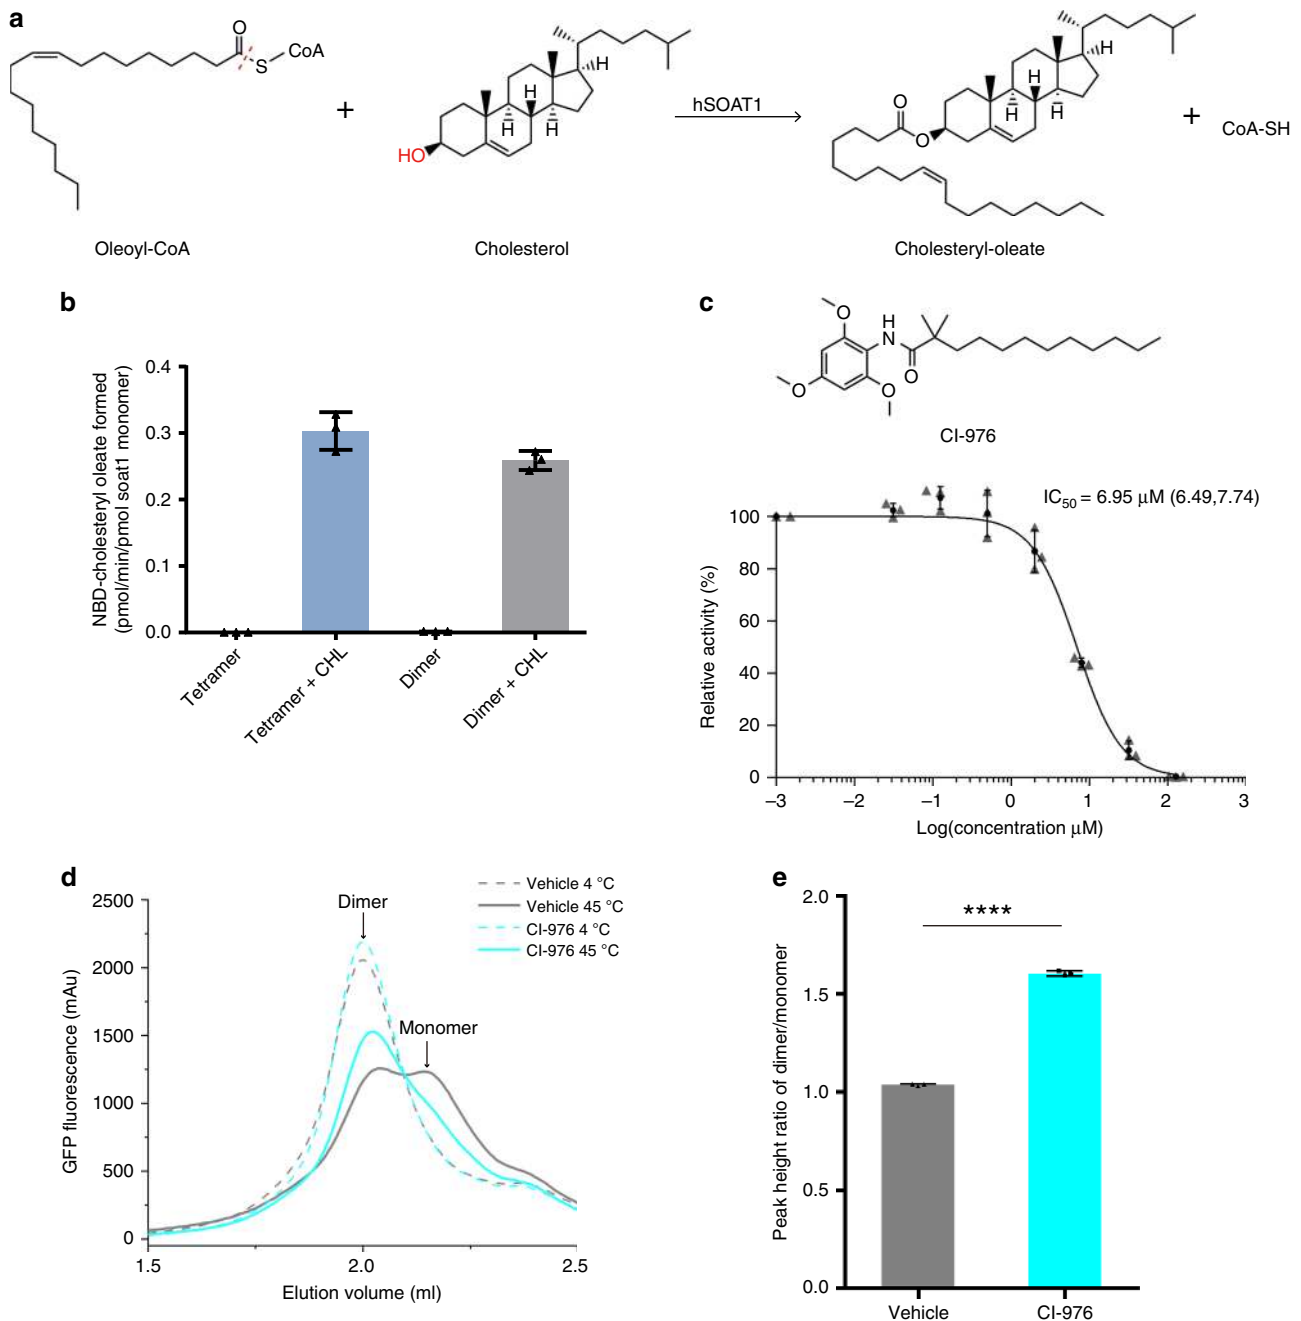 a
O
S
CoA
+
HO
H
H
H
H
hSOAT1
O
O
H
H
H
H
+
CoA-SH
Oleoyl-CoA
Cholesterol
Cholesteryl-oleate
b
NBD-cholesteryl oleate formed
(pmol/min/pmol soat1 monomer)
0.4
0.3
0.2
0.1
0.0
Tetramer
Tetramer + CHL
Dimer
Dimer + CHL
c
O
H
N
O
O
O
CI-976
IC50 = 6.95 μM (6.49,7.74)
Relative activity (%)
100
80
60
40
20
0
–3
–2
–1
0
1
2
3
Log(concentration μM)
d
Vehicle 4 °C
Vehicle 45 °C
CI-976 4 °C
CI-976 45 °C
Dimer
Monomer
GFP fluorescence (mAu)
2500
2000
1500
1000
500
0
1.5
2.0
2.5
Elution volume (ml)
e
****
Peak height ratio of dimer/monomer
2.0
1.5
1.0
0.5
0.0
Vehicle
CI-976